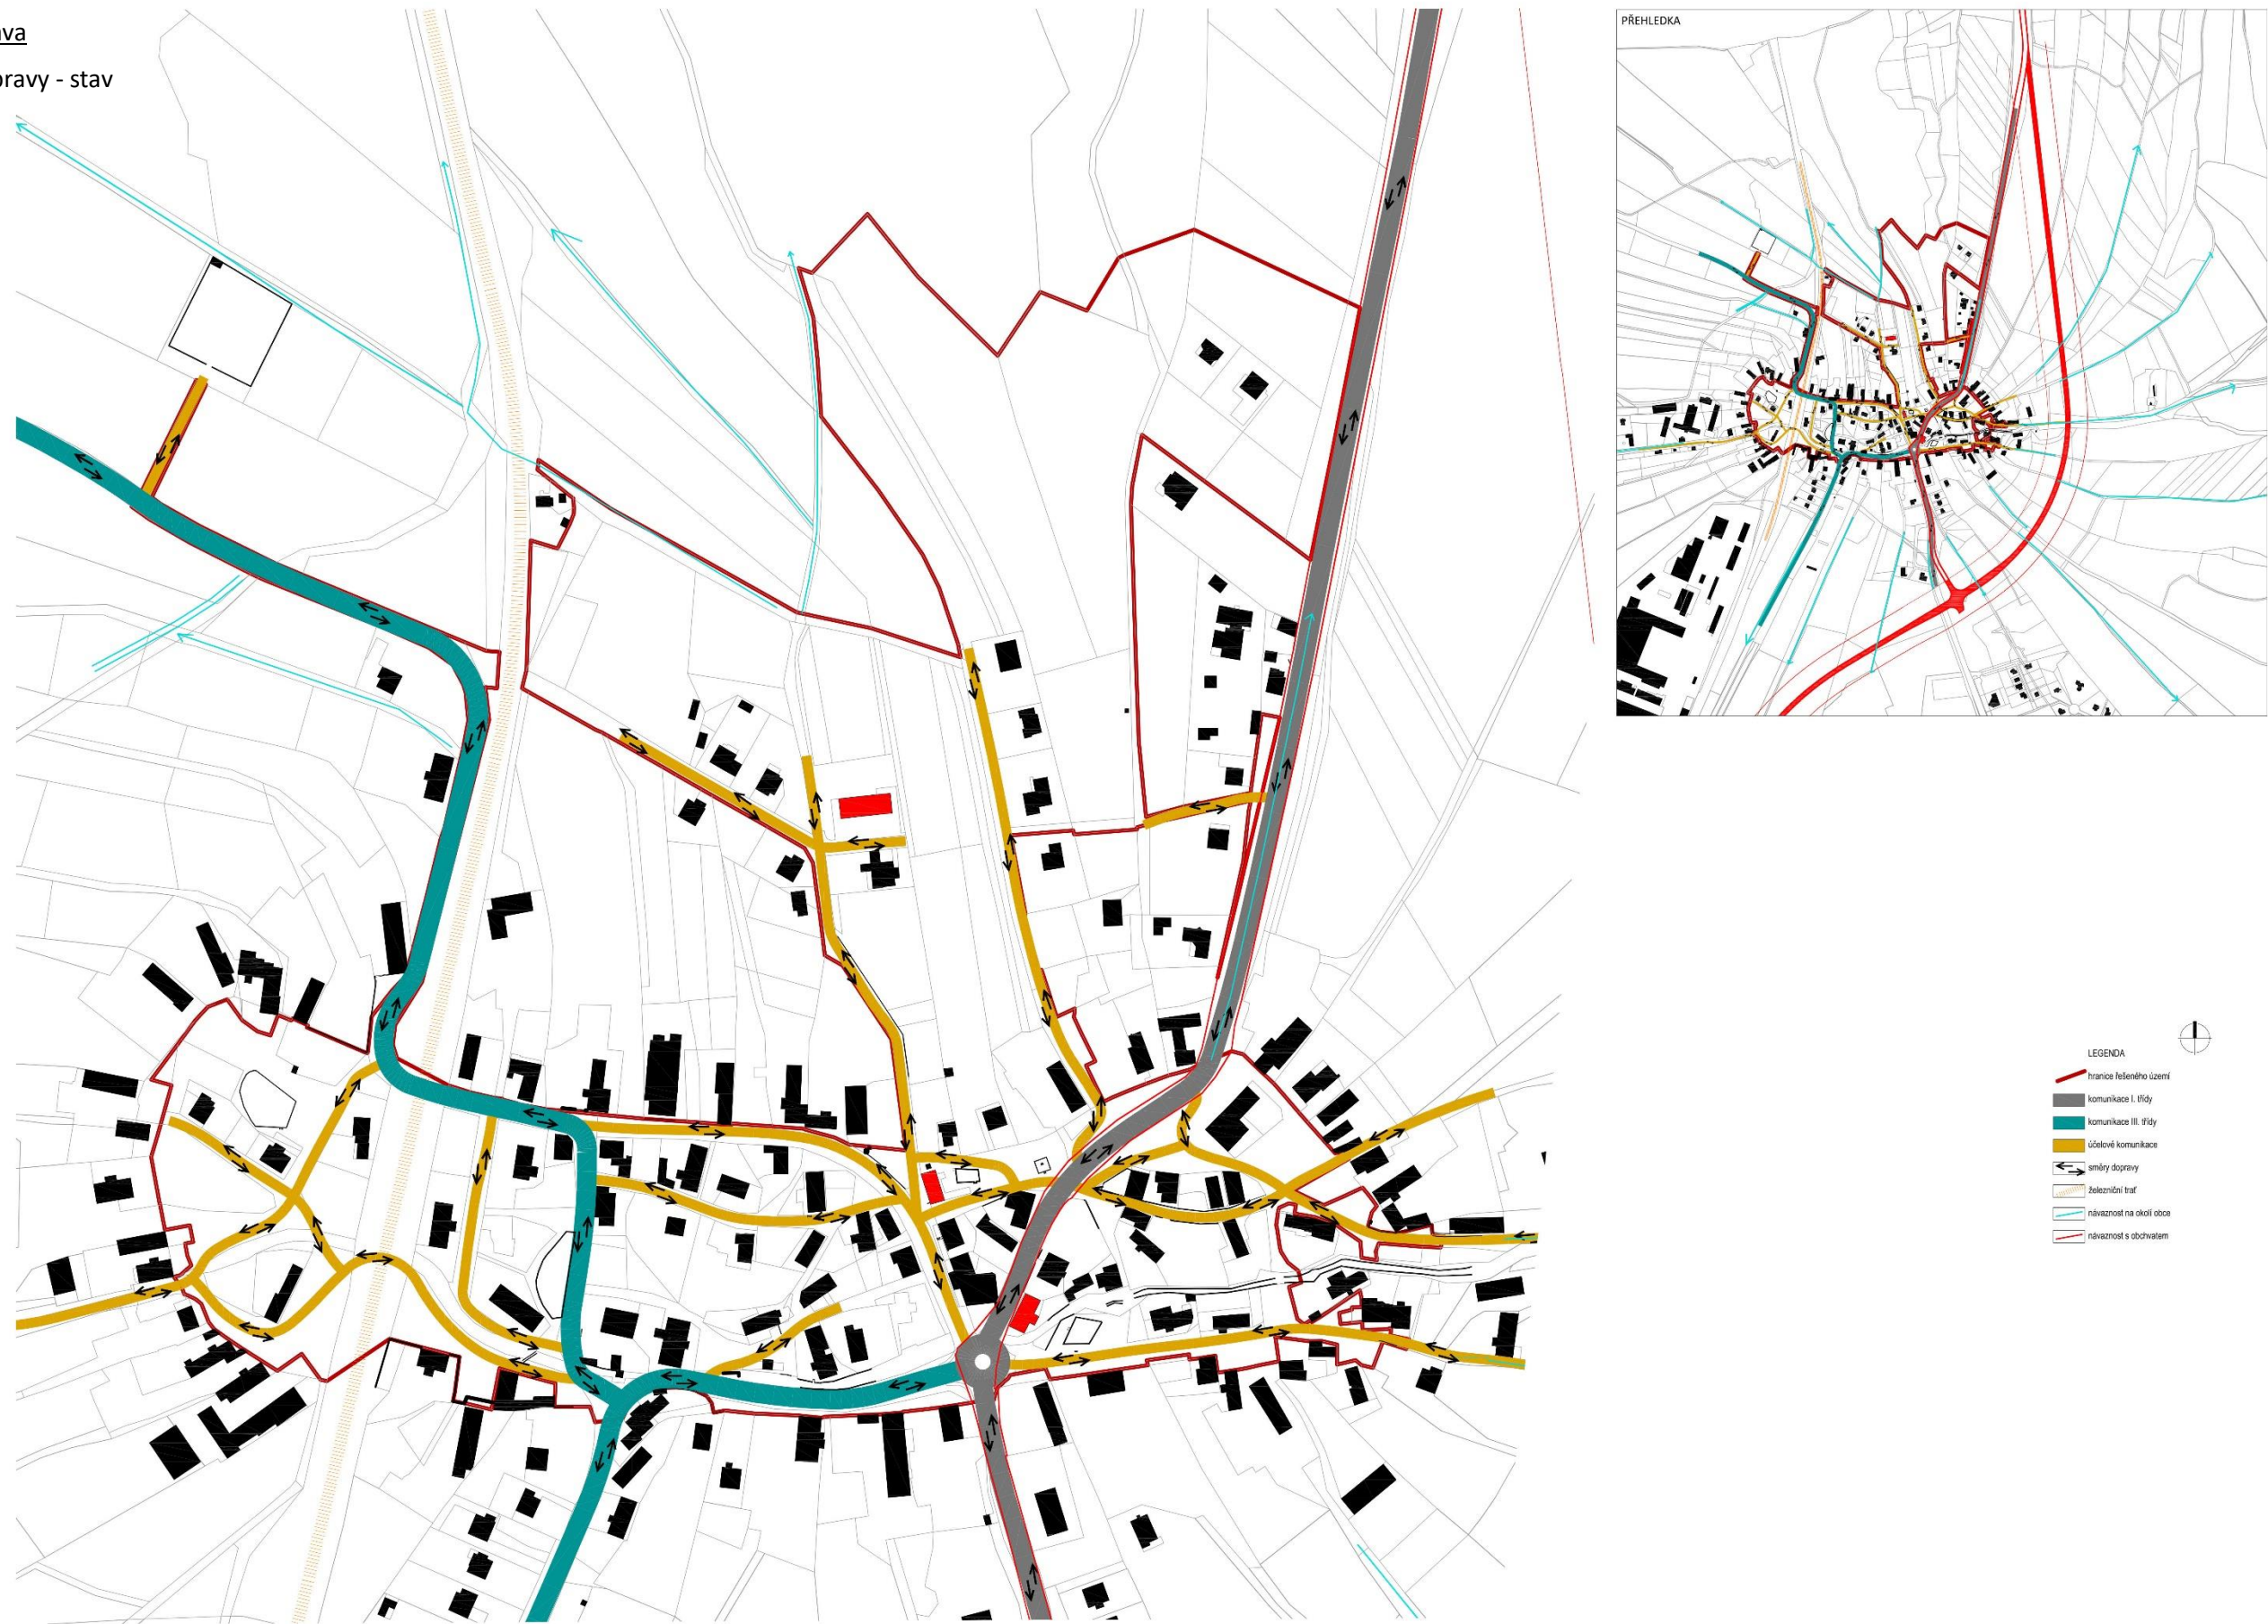 ava
pravy - stav
PŘEHLEDKA
LEGENDA
hranice řešeného území
komunikace I. třídy
komunikace III. třídy
účelové komunikace
směry dopravy
železniční trať
návaznost na okolí obce
návaznost s obchvatem